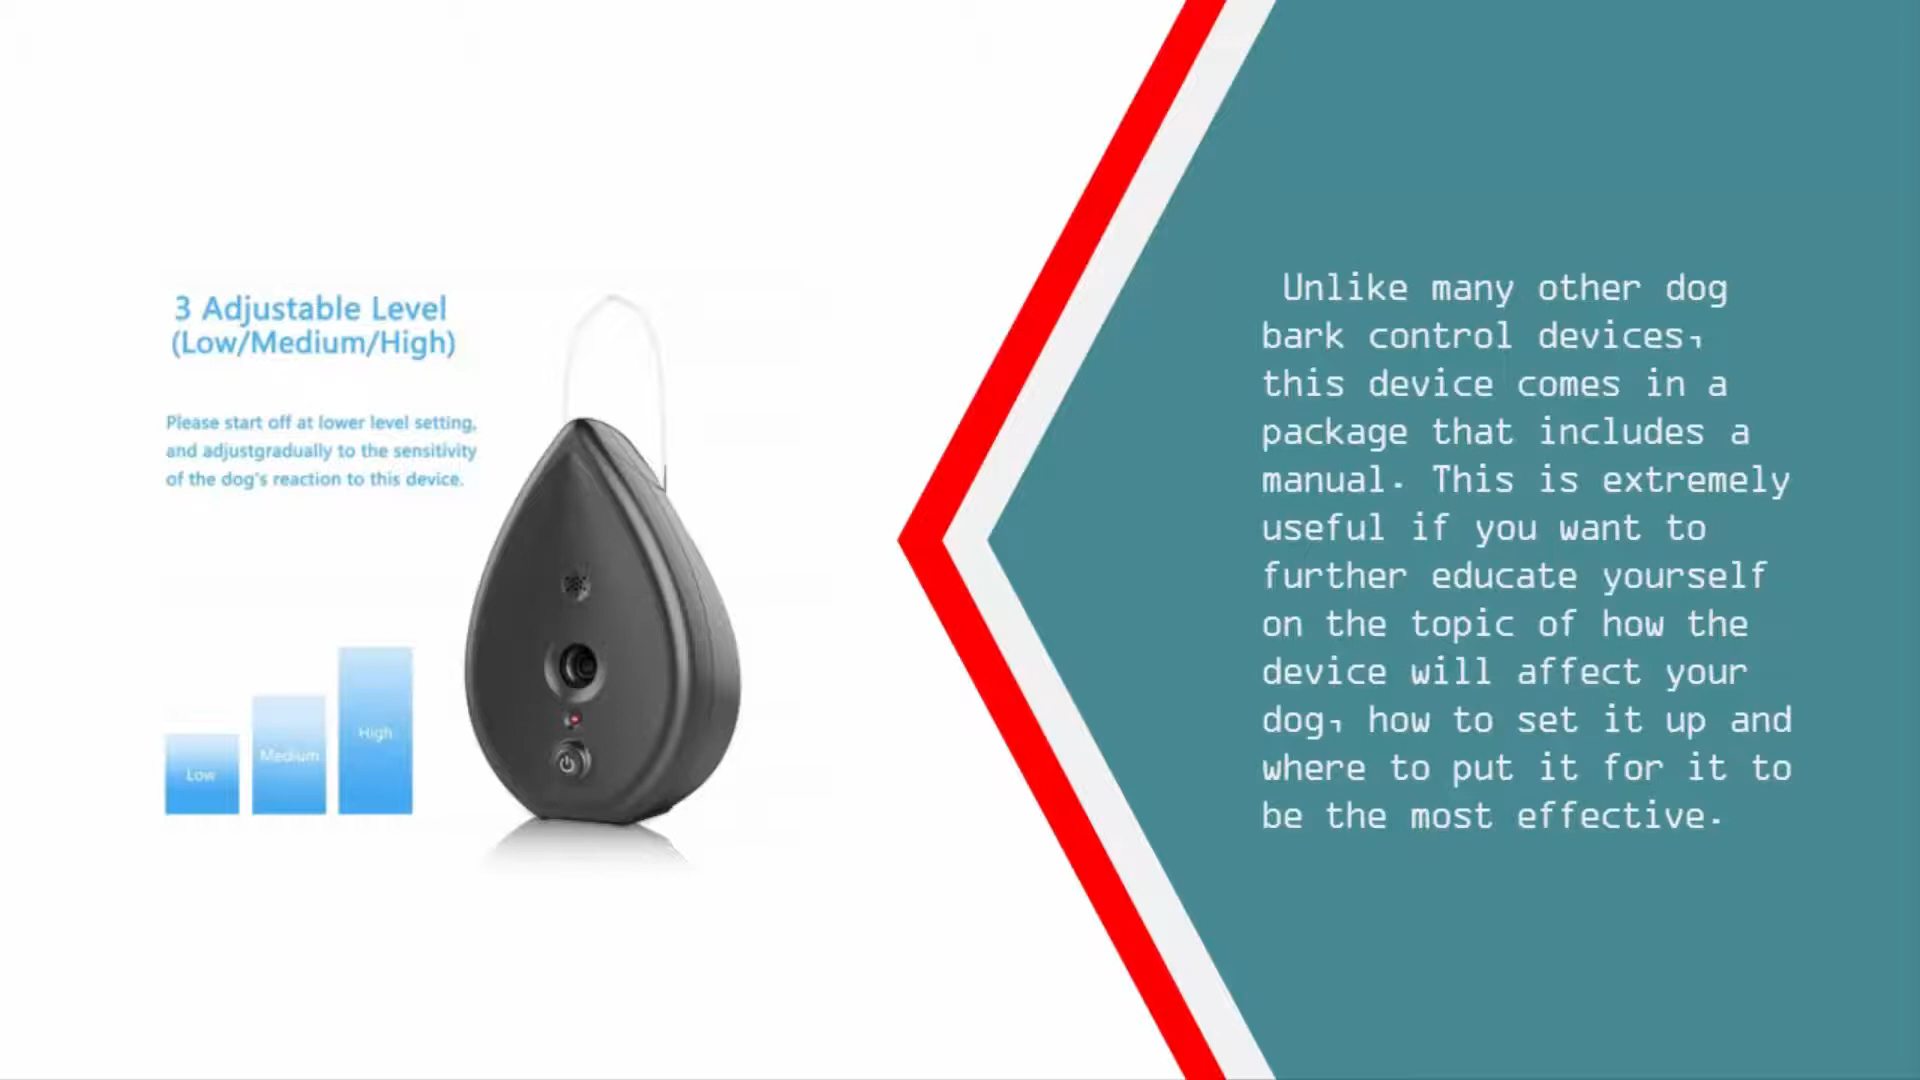 3 Adjustable Level
(Low/Medium/High)
Please start off at lower level setting,
and adjustgradually to the sensitivity
of the dog's reaction to this device.
Low
Medium
High
Unlike many other dog
bark control devices,
this device comes in a
package that includes a
manual. This is extremely
useful if you want to
further educate yourself
on the topic of how the
device will affect your
dog, how to set it up and
where to put it for it to
be the most effective.